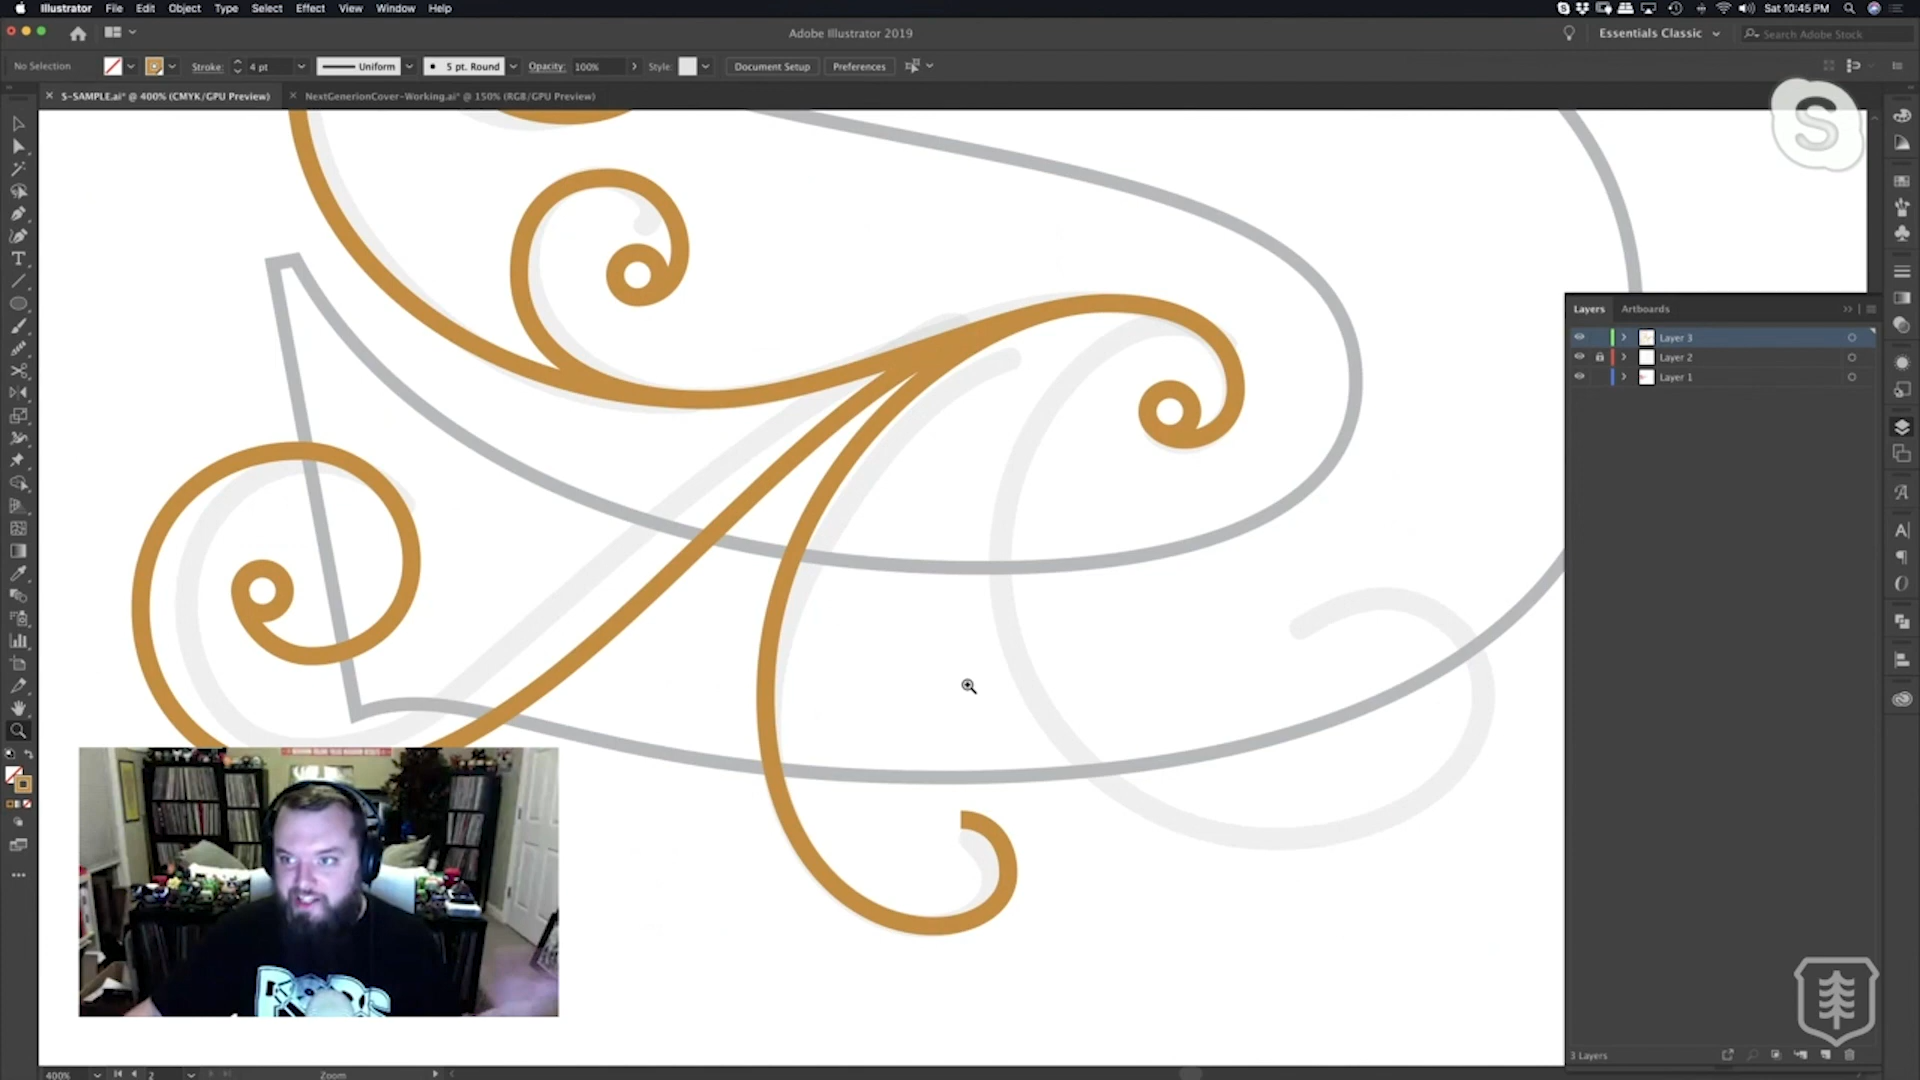 Illustrator File Edit Object Type Select Effect View Window Help
Sat 10:45 PM
Adobe Illustrator 2019
Essentials Classic
Search Adobe Stock
No Selection
Stroke: 4 pt
Uniform
5 pt. Round
Opacity: 100%
Style:
Document Setup
Preferences
S-SAMPLE.ai* @ 400% (CMYK/GPU Preview)
NextGenerionCover-Working.ai* @ 150% (RGB/GPU Preview)
Layers Artboards
Layer 3
Layer 2
Layer 1
3 Layers
400%
2
Zoom